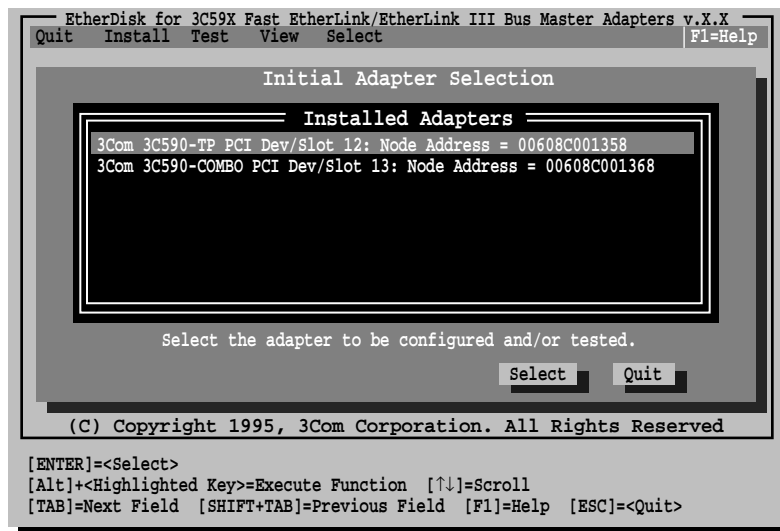 EtherDisk for 3C59X Fast EtherLink/EtherLink III Bus Master Adapters v.X.X
Quit Install Test View Select F1=Help
Initial Adapter Selection
Installed Adapters
3Com 3C590-TP PCI Dev/Slot 12: Node Address = 00608C001358
3Com 3C590-COMBO PCI Dev/Slot 13: Node Address = 00608C001368
Select the adapter to be configured and/or tested.
Select Quit
(C) Copyright 1995, 3Com Corporation. All Rights Reserved
[ENTER]=<Select>
[Alt]+<Highlighted Key>=Execute Function [↑↓]=Scroll
[TAB]=Next Field [SHIFT+TAB]=Previous Field [F1]=Help [ESC]=<Quit>